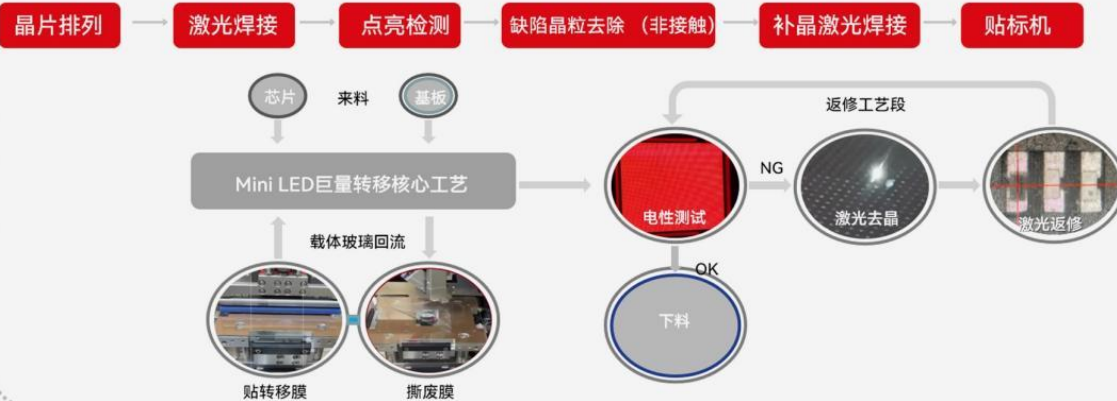 晶片排列
激光焊接
点亮检测
缺陷晶粒去除 （非接触）
补晶激光焊接
贴标机
芯片
来料
基板
返修工艺段
Mini LED巨量转移核心工艺
电性测试
NG
激光去晶
激光返修
载体玻璃回流
OK
下料
贴转移膜
撕废膜